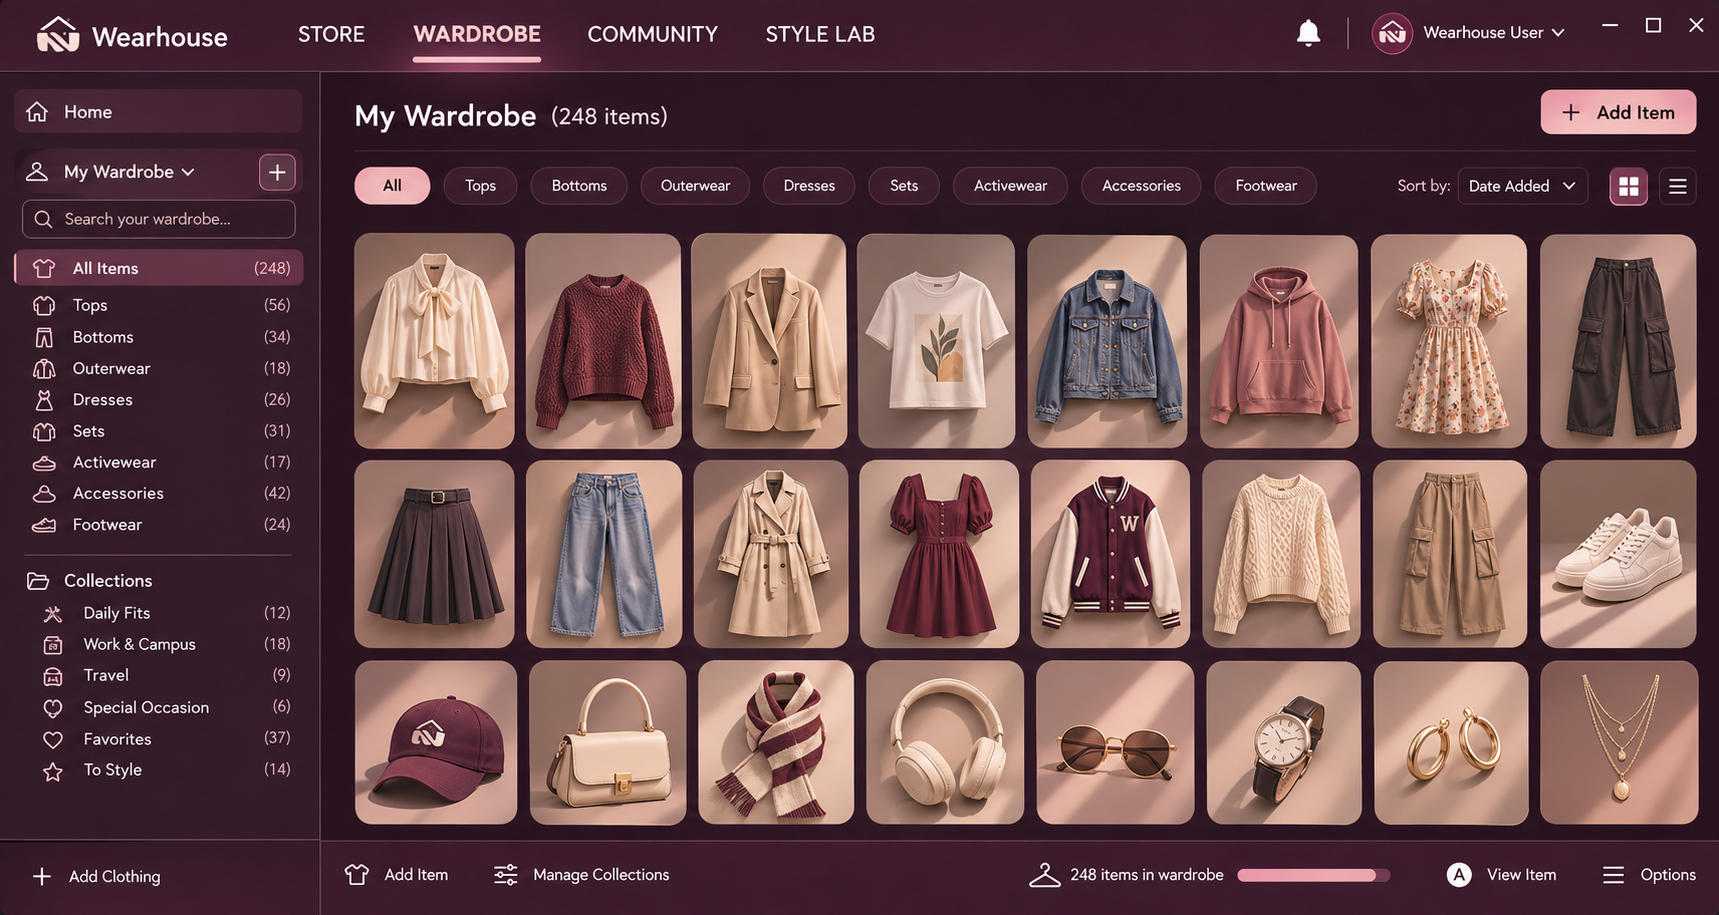 Wearhouse
STORE
WARDROBE
COMMUNITY
STYLE LAB
Wearhouse User
Home
My Wardrobe
Search your wardrobe...
All Items (248)
Tops (56)
Bottoms (34)
Outerwear (18)
Dresses (26)
Sets (31)
Activewear (17)
Accessories (42)
Footwear (24)
Collections
Daily Fits (12)
Work & Campus (18)
Travel (9)
Special Occasion (6)
Favorites (37)
To Style (14)
Add Clothing
My Wardrobe (248 items)
Add Item
All
Tops
Bottoms
Outerwear
Dresses
Sets
Activewear
Accessories
Footwear
Sort by: Date Added
W
Add Item
Manage Collections
248 items in wardrobe
A View Item
Options